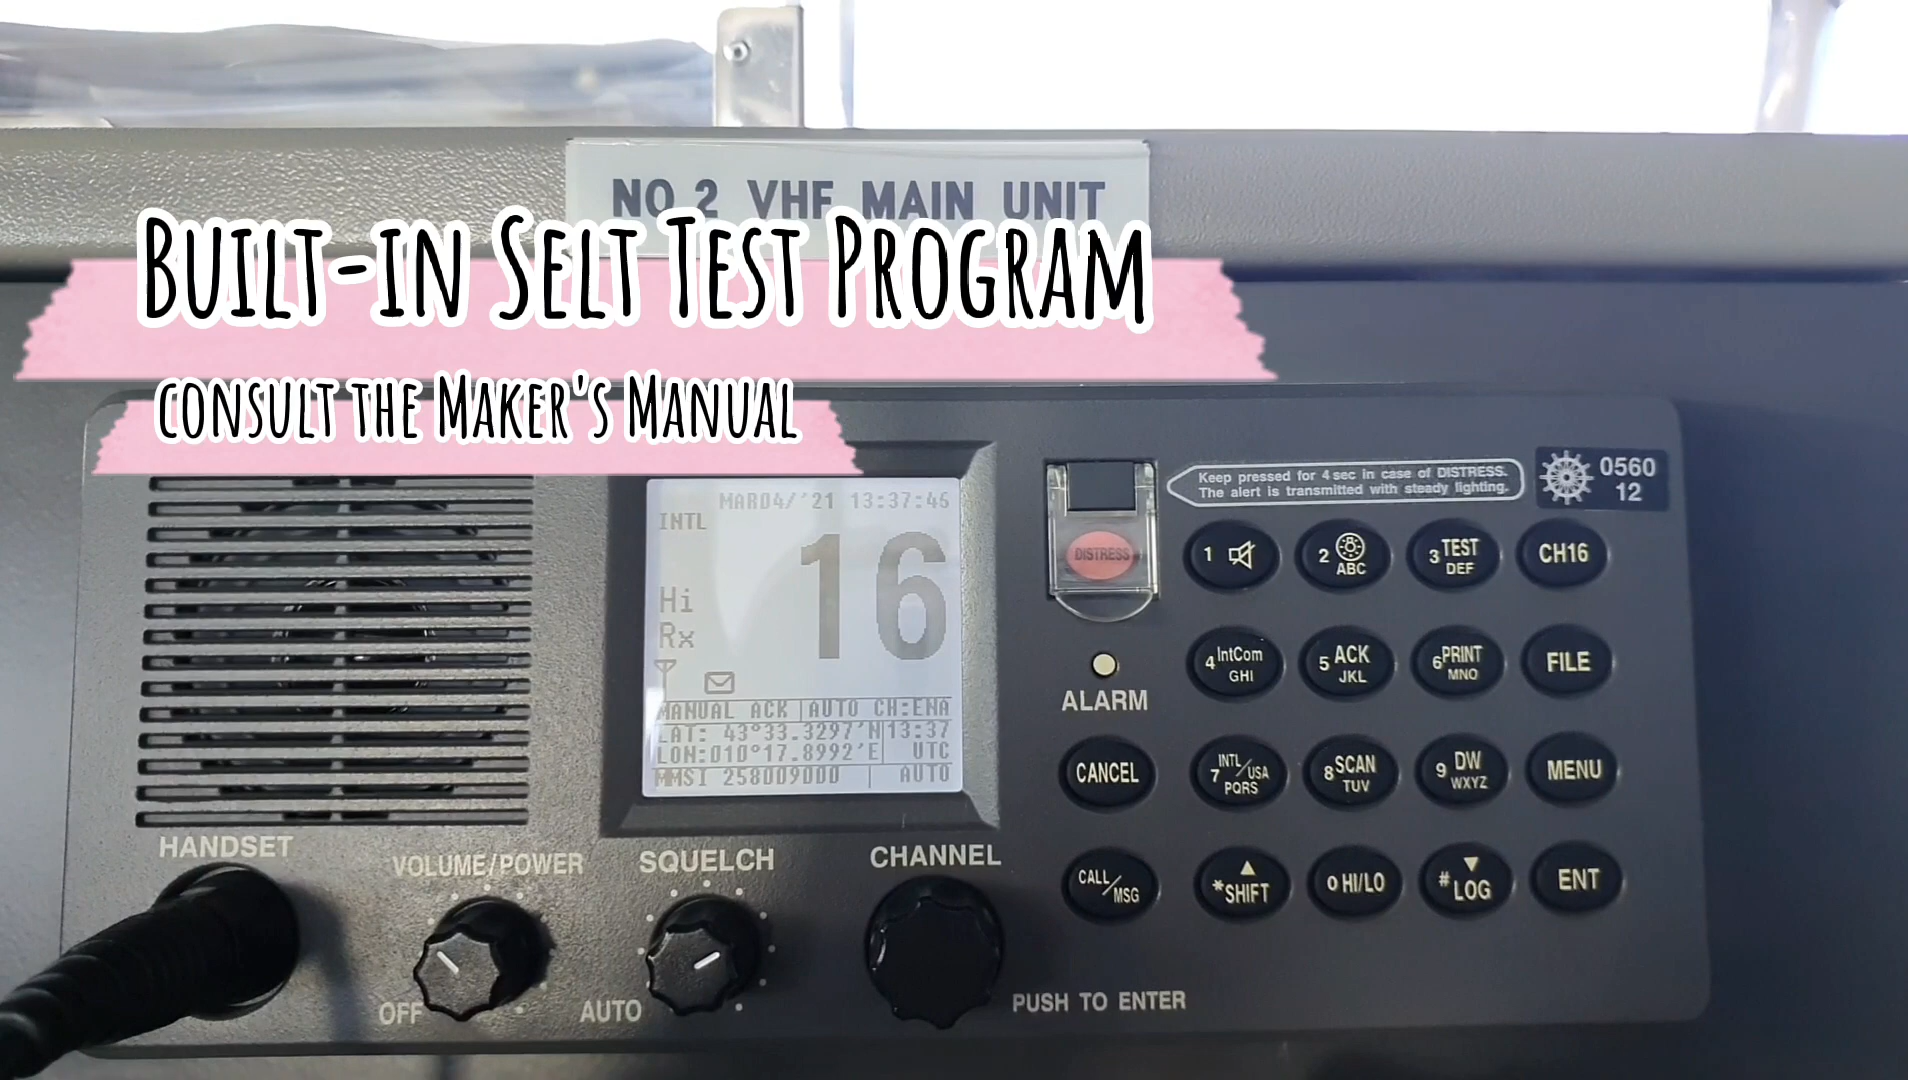 NO.2 VHF MAIN UNIT
BUILT-IN SELT TEST PROGRAM
CONSULT THE MAKER'S MANUAL
MAR04/'21 13:37:46
INTL
16
Hi
Rx
MANUAL ACK AUTO CH:ENA
LAT: 43°33.3297'N 13:37
LON:010°17.8992'E UTC
MMSI 258009000 AUTO
Keep pressed for 4 sec in case of DISTRESS.
The alert is transmitted with steady lighting.
0560
12
DISTRESS
1
2 ABC
3 TEST DEF
CH16
ALARM
4 IntCom GHI
5 ACK JKL
6 PRINT MNO
FILE
CANCEL
7 INTL/USA PQRS
8 SCAN TUV
9 DW WXYZ
MENU
CALL/MSG
*SHIFT
0 HI/LO
# LOG
ENT
HANDSET
VOLUME/POWER
OFF
SQUELCH
AUTO
CHANNEL
PUSH TO ENTER